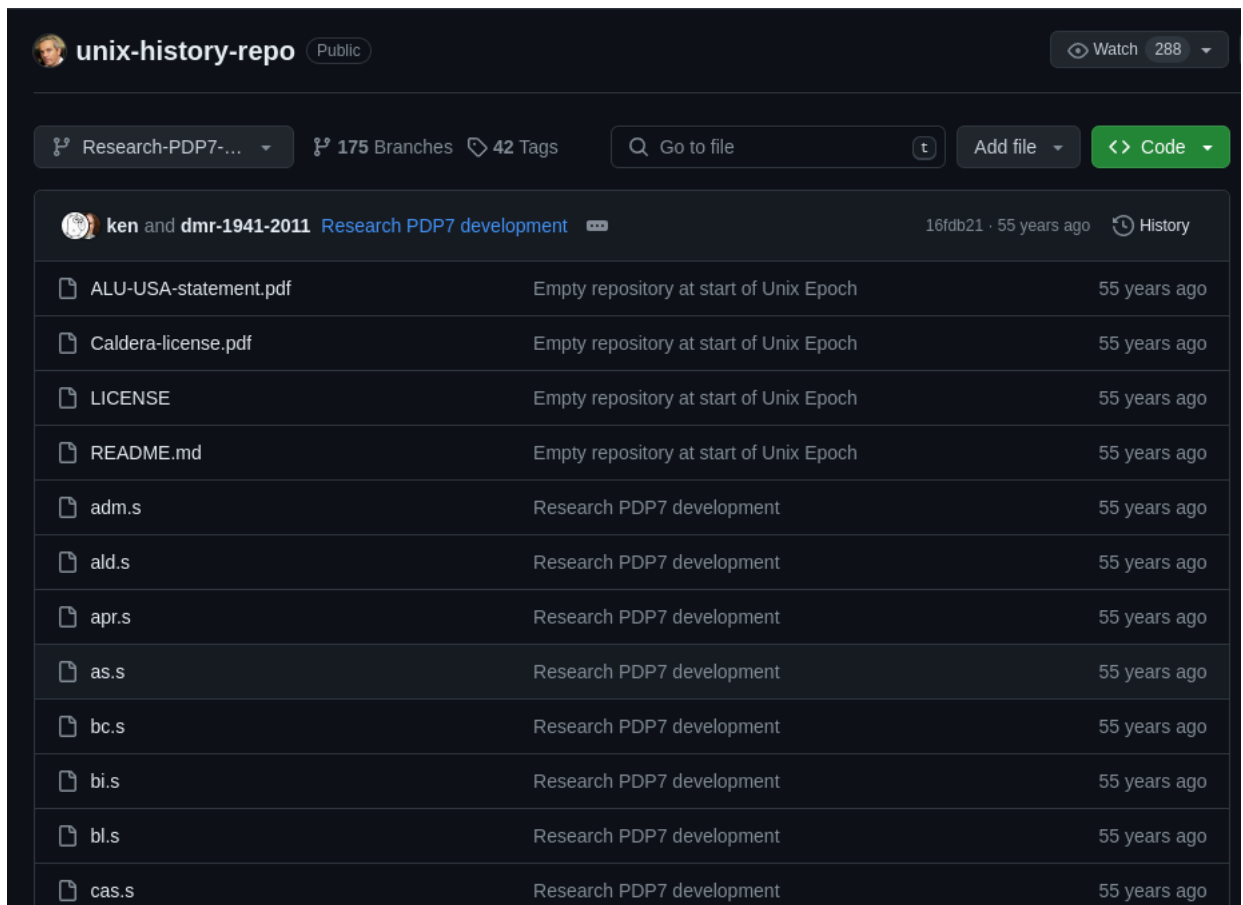 unix-history-repo Public Watch 288
Research-PDP7-... 175 Branches 42 Tags Go to file t Add file Code
ken and dmr-1941-2011 Research PDP7 development 16fdb21 · 55 years ago History
ALU-USA-statement.pdf Empty repository at start of Unix Epoch 55 years ago
Caldera-license.pdf Empty repository at start of Unix Epoch 55 years ago
LICENSE Empty repository at start of Unix Epoch 55 years ago
README.md Empty repository at start of Unix Epoch 55 years ago
adm.s Research PDP7 development 55 years ago
ald.s Research PDP7 development 55 years ago
apr.s Research PDP7 development 55 years ago
as.s Research PDP7 development 55 years ago
bc.s Research PDP7 development 55 years ago
bi.s Research PDP7 development 55 years ago
bl.s Research PDP7 development 55 years ago
cas.s Research PDP7 development 55 years ago